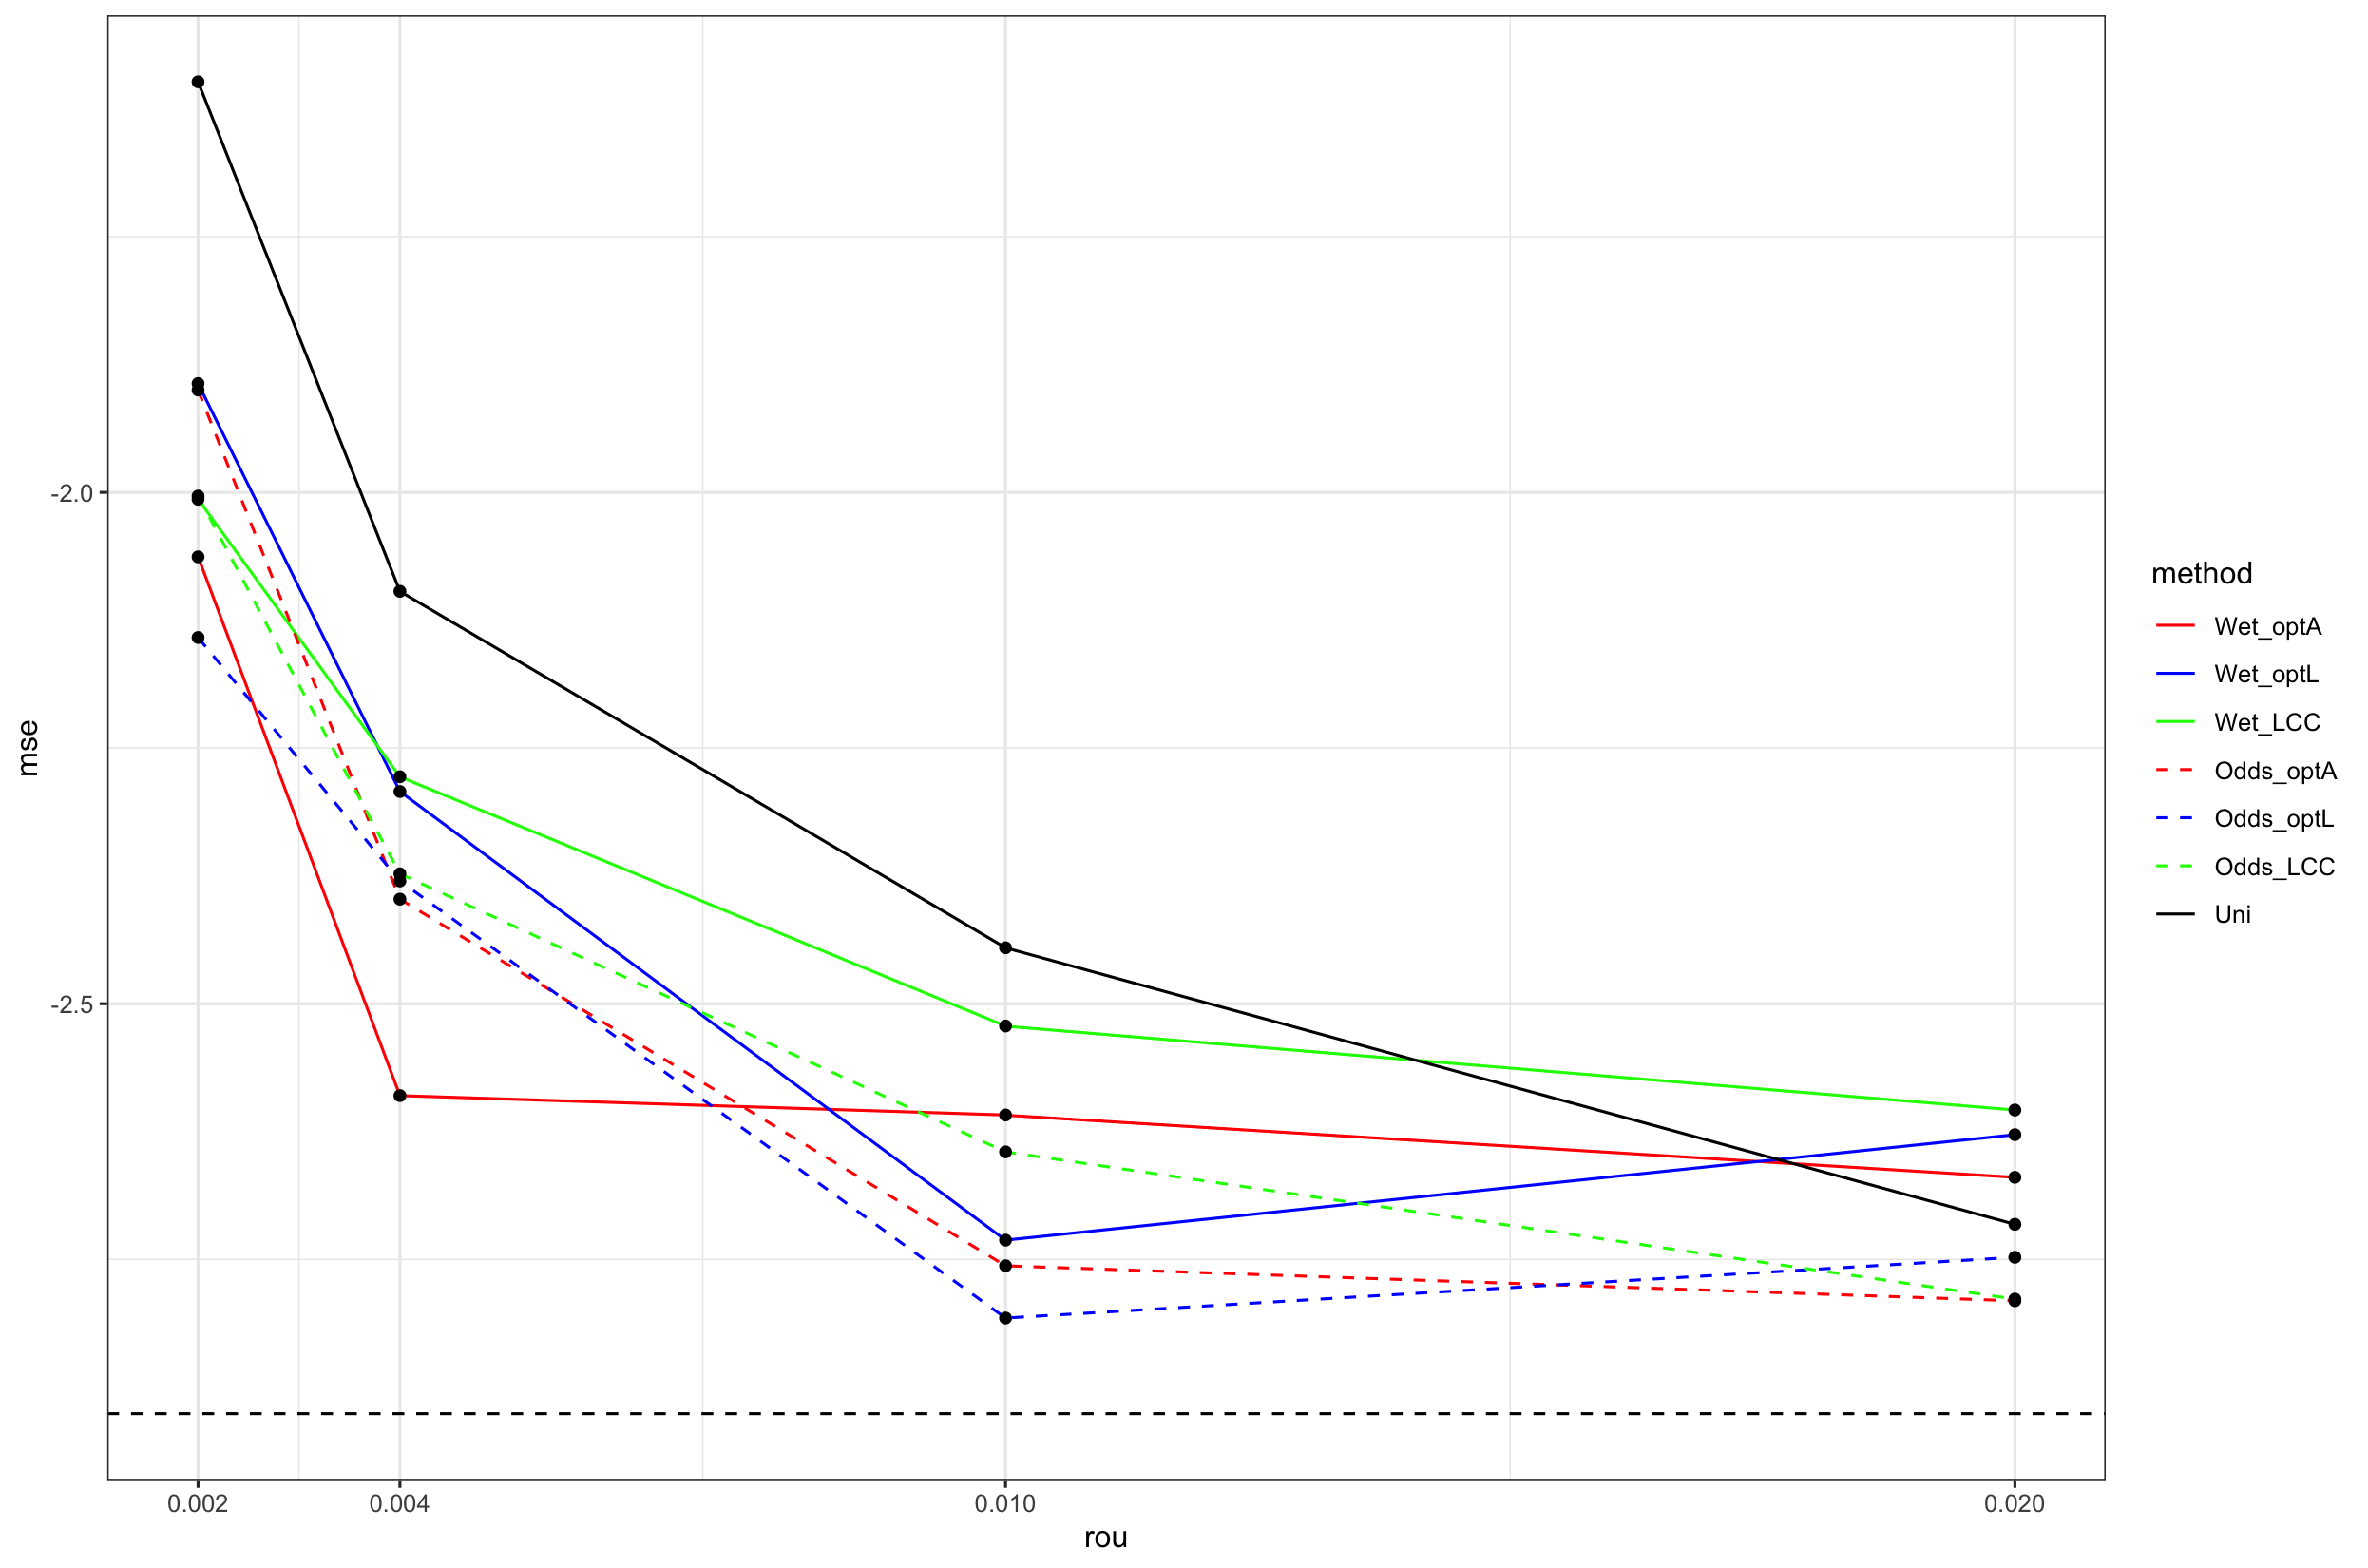 mse
-2.0
-2.5
0.002
0.004
0.010
0.020
rou
method
Wet_optA
Wet_optL
Wet_LCC
Odds_optA
Odds_optL
Odds_LCC
Uni